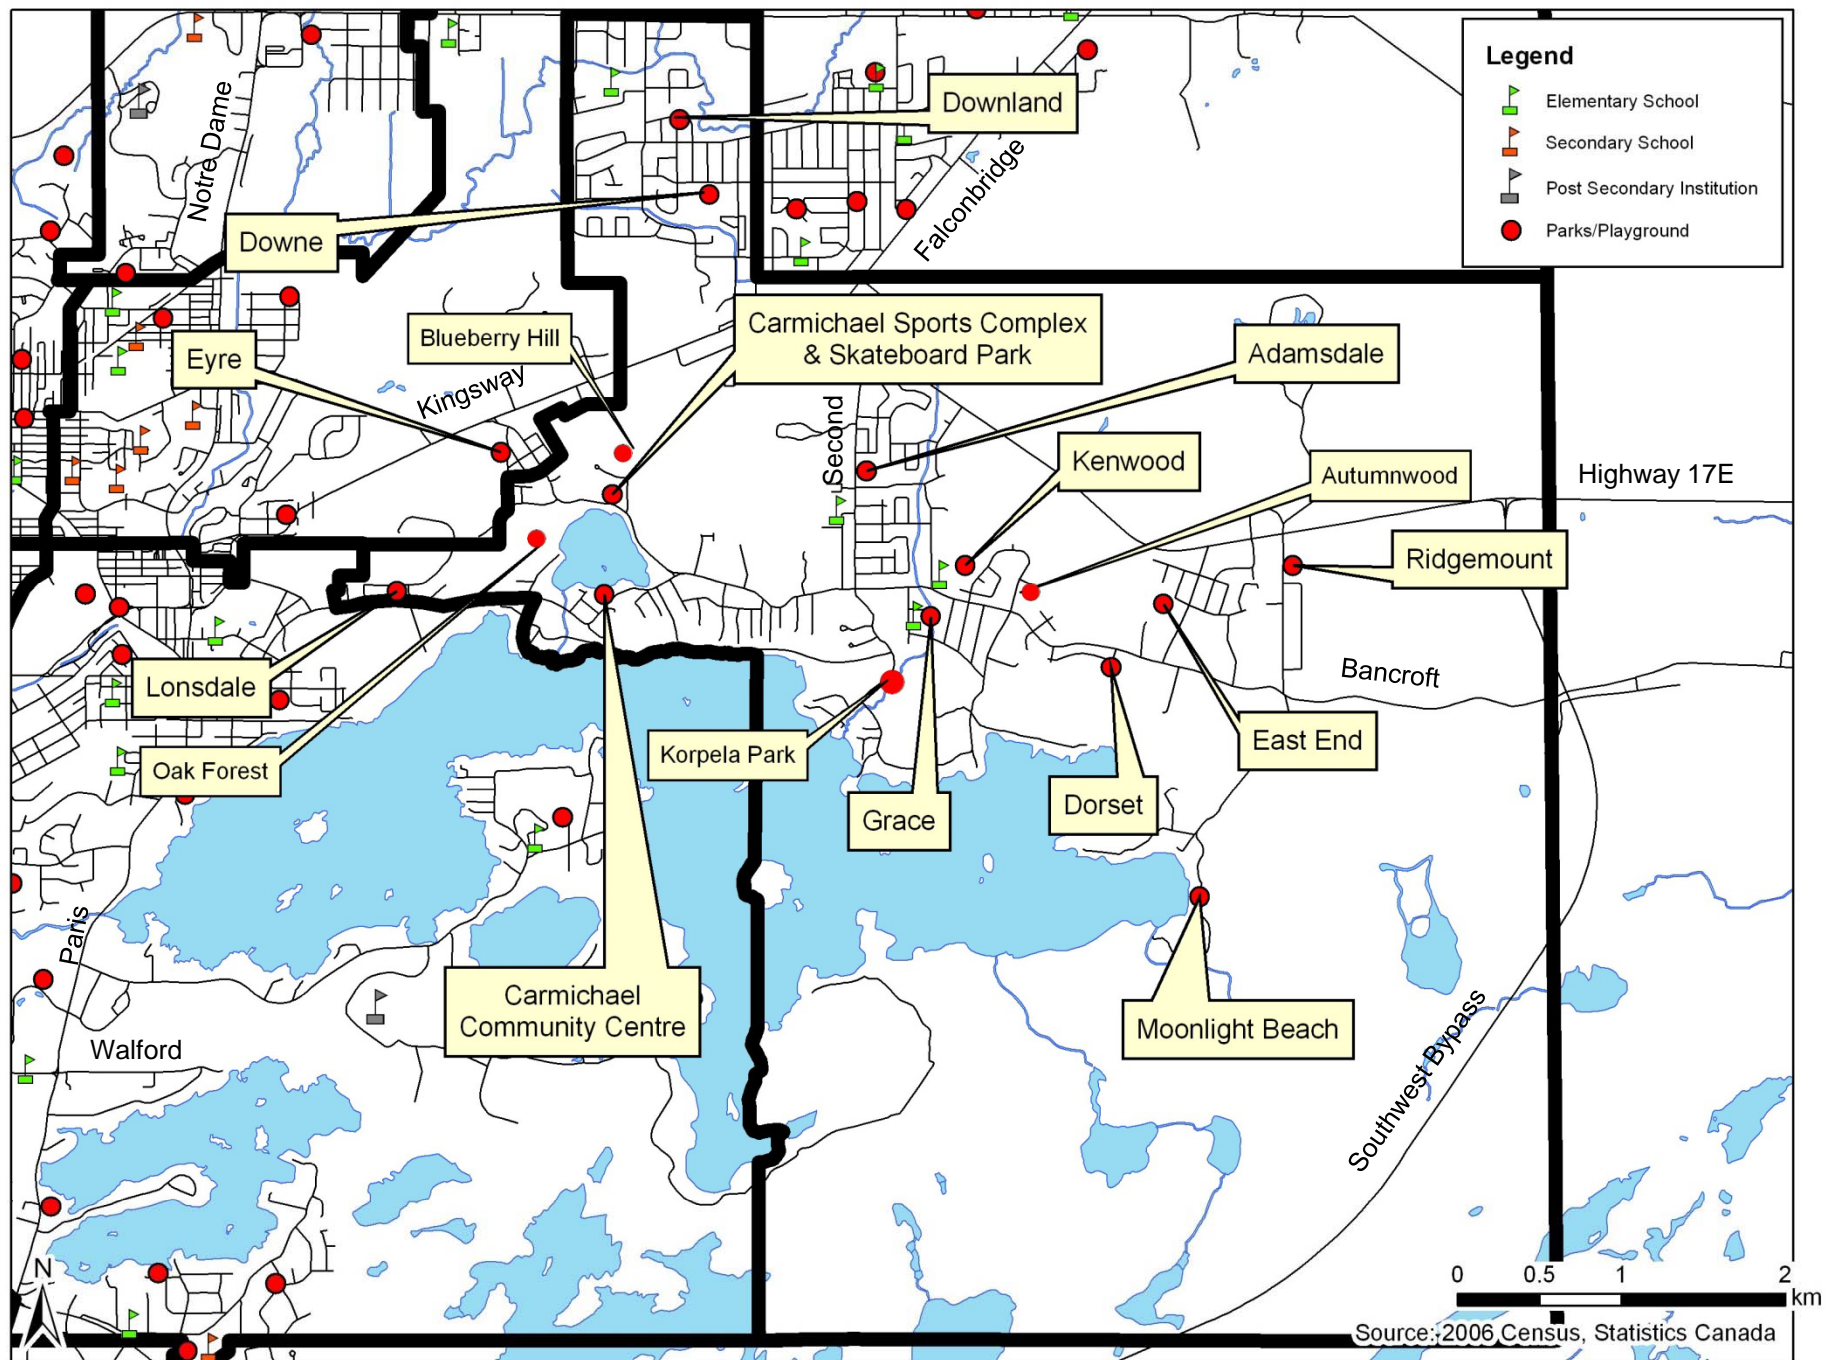 Legend
Elementary School
Secondary School
Post Secondary Institution
Parks/Playground
Notre Dame
Downland
Falconbridge
Downe
Blueberry Hill
Carmichael Sports Complex
& Skateboard Park
Eyre
Kingsway
Adamsdale
Second
Kenwood
Autumnwood
Highway 17E
Ridgemount
Lonsdale
Bancroft
Oak Forest
Korpela Park
East End
Grace
Dorset
Paris
Carmichael
Community Centre
Moonlight Beach
Walford
Southwest Bypass
N
0 0.5 1 2
km
Source: 2006 Census, Statistics Canada